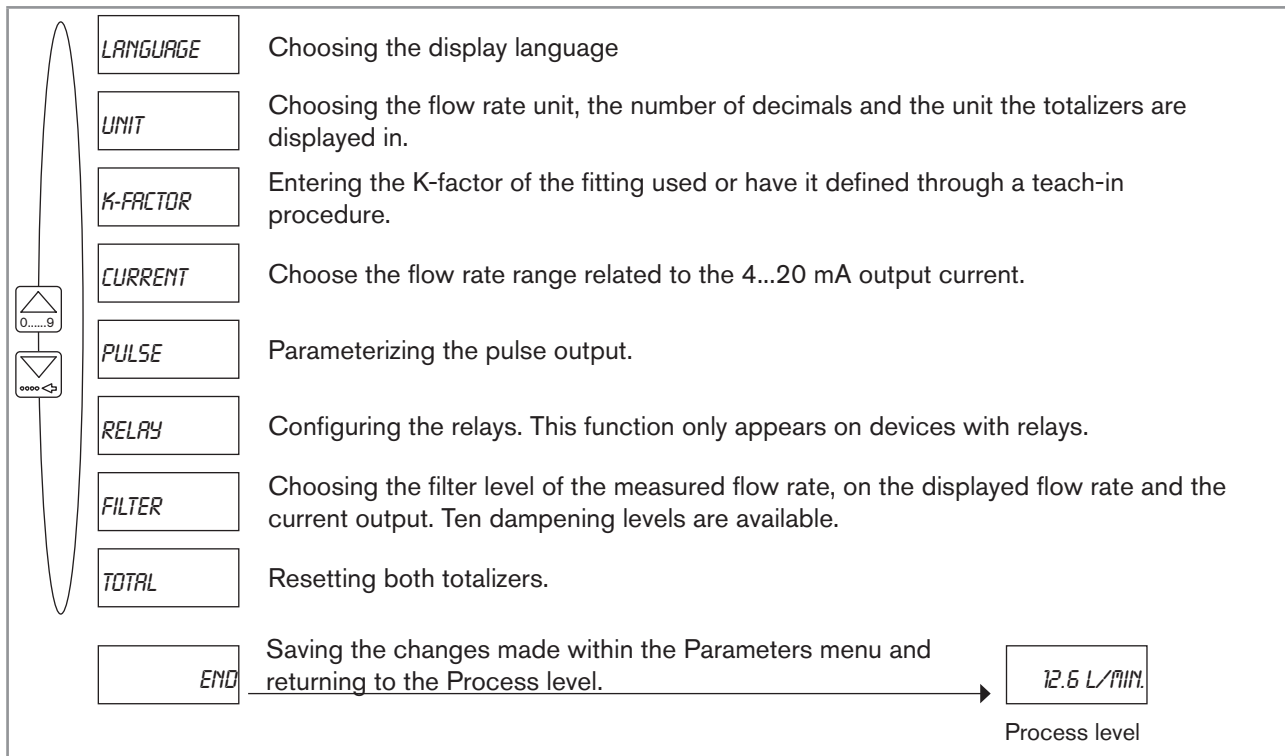 LANGUAGE
Choosing the display language
UNIT
Choosing the flow rate unit, the number of decimals and the unit the totalizers are
displayed in.
K-FACTOR
Entering the K-factor of the fitting used or have it defined through a teach-in
procedure.
CURRENT
Choose the flow rate range related to the 4...20 mA output current.
0......9
PULSE
Parameterizing the pulse output.
RELAY
Configuring the relays. This function only appears on devices with relays.
FILTER
Choosing the filter level of the measured flow rate, on the displayed flow rate and the
current output. Ten dampening levels are available.
TOTAL
Resetting both totalizers.
END
Saving the changes made within the Parameters menu and
returning to the Process level.
12.6 L/MIN.
Process level